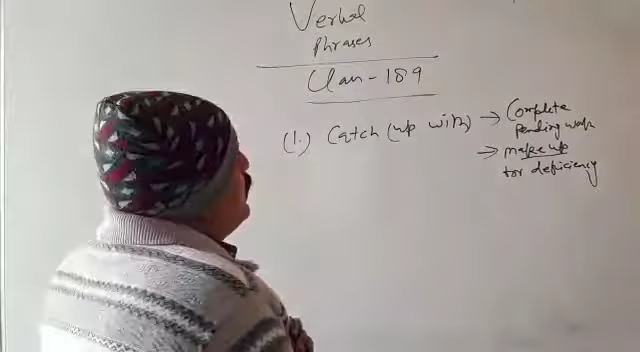 Verbal
Phrases
Class - 189
(1.) Catch (up with) → Complete
pending work
→ make up
for deficiency